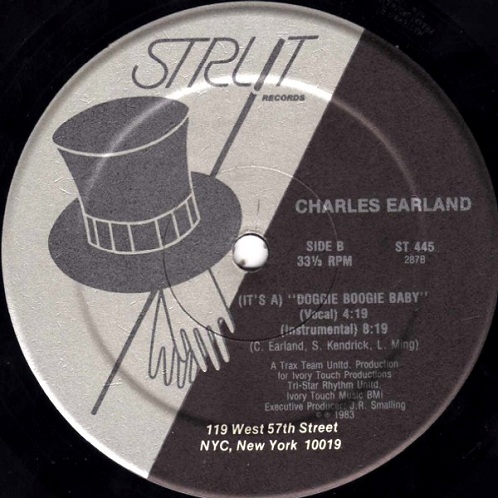 STRUT
RECORDS
CHARLES EARLAND
SIDE B ST 445
33⅓ RPM 287B
(IT'S A) "DOGGIE BOOGIE BABY"
(Vocal) 4:19
(Instrumental) 8:19
(C. Earland, S. Kendrick, L. Ming)
A Trax Team Unltd. Production
for Ivory Touch Productions
Tri-Star Rhythm Unltd.
Ivory Touch Music BMI
Executive Producer: J.R. Smalling
© ℗ 1983
119 West 57th Street
NYC, New York 10019